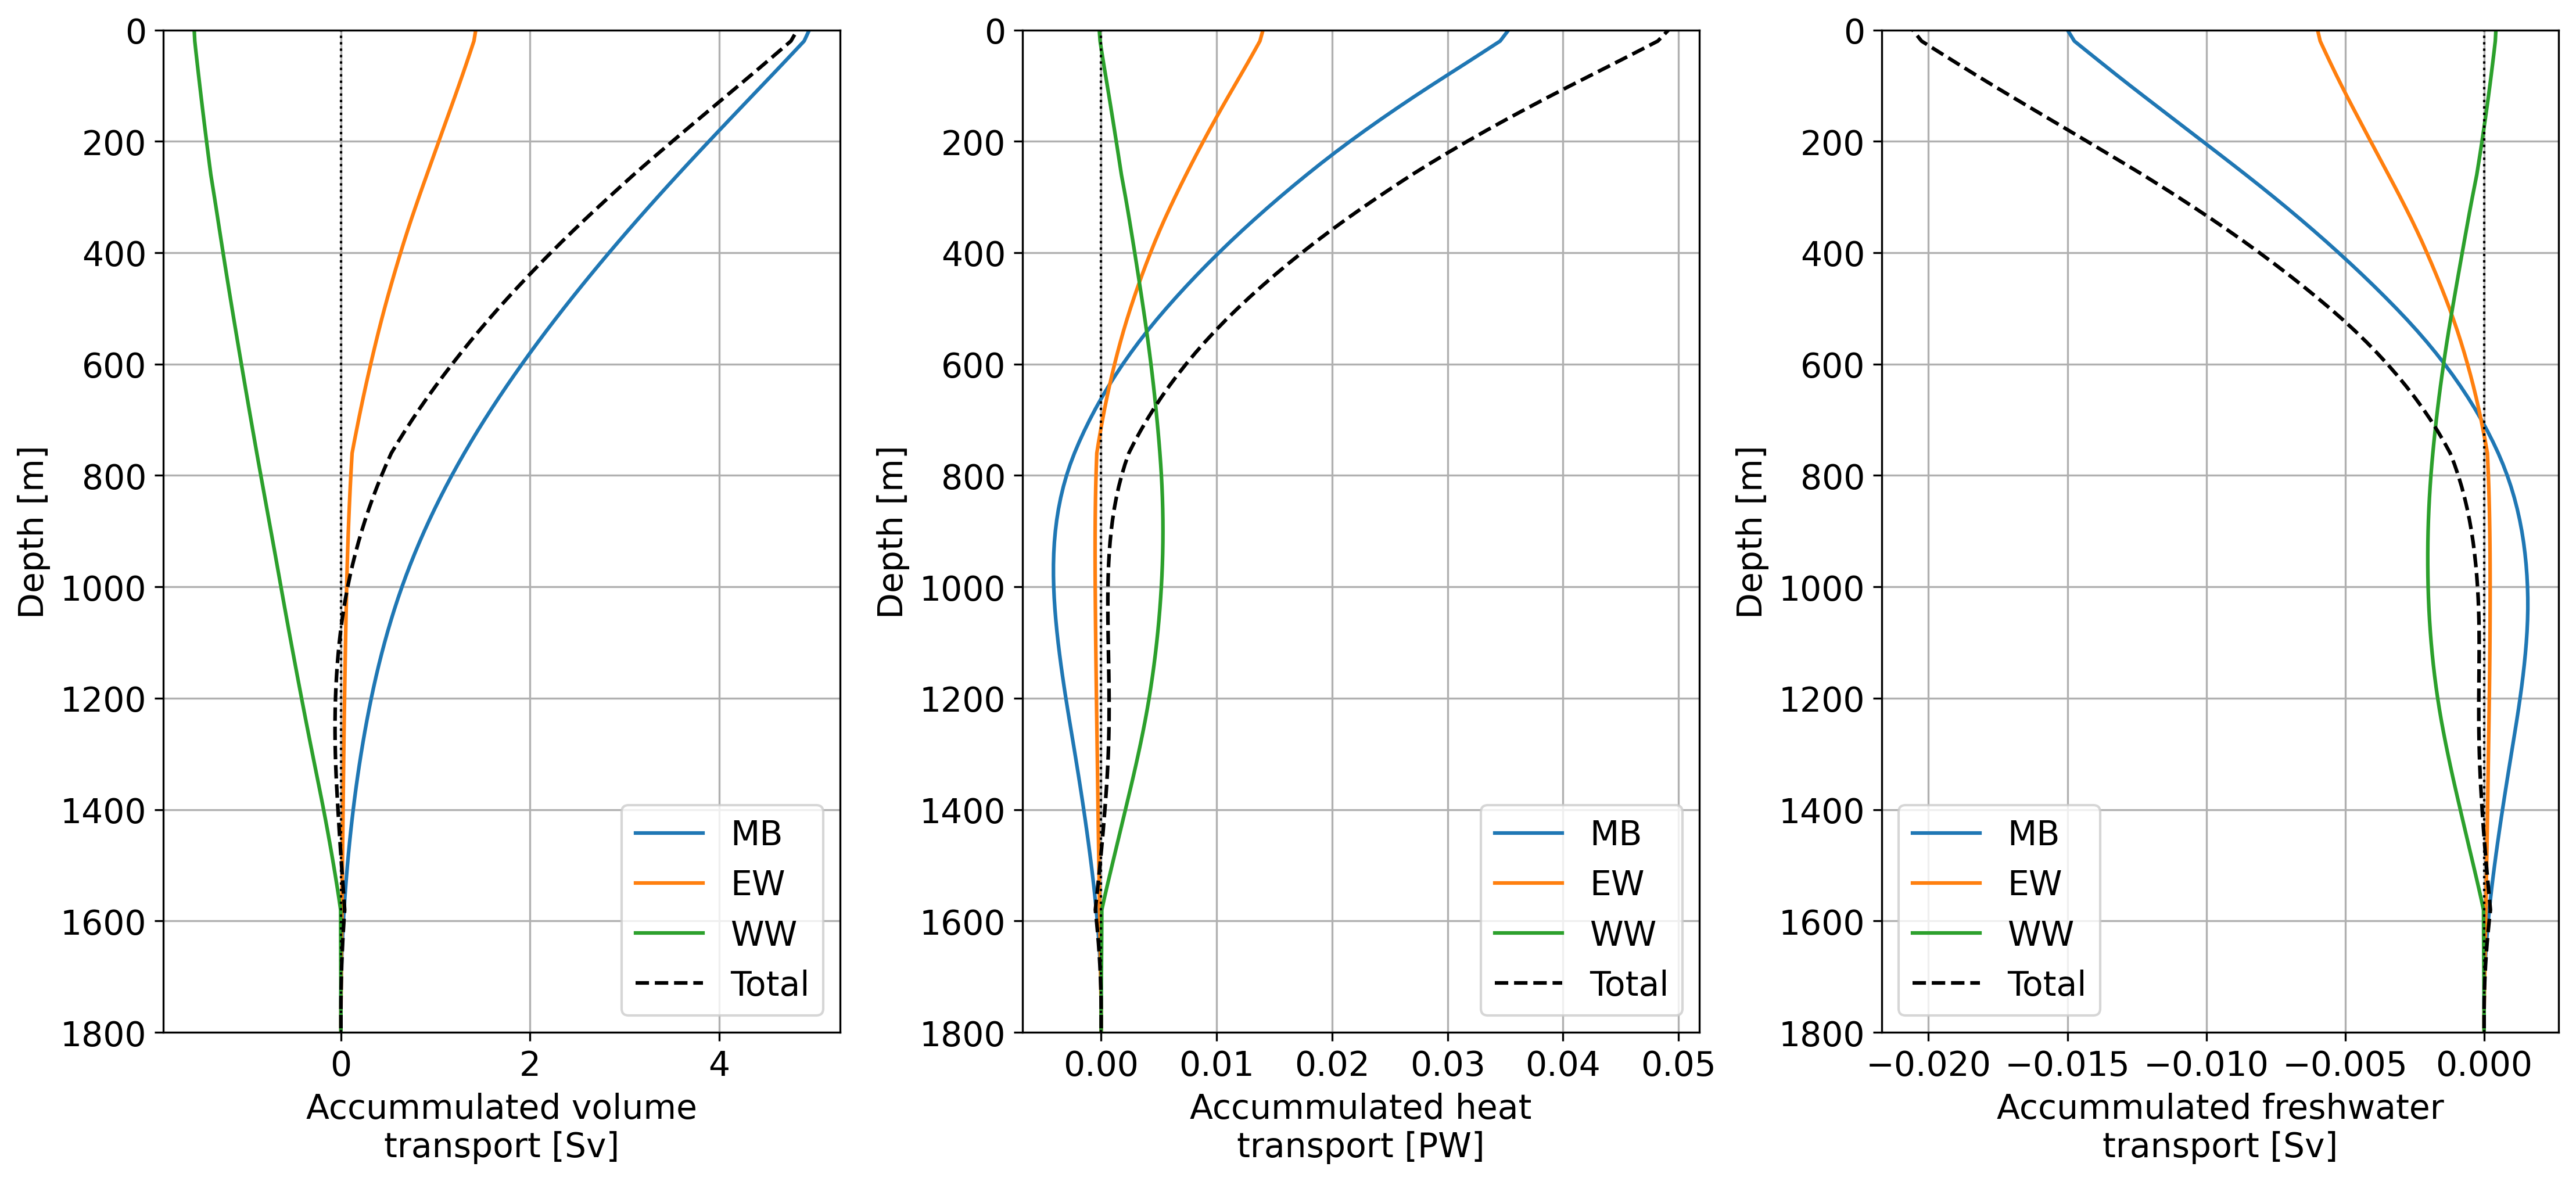 0
200
400
600
800
1000
1200
1400
1600
1800
Depth [m]
0 2 4
Accummulated volume
transport [Sv]
MB
EW
WW
Total
0
200
400
600
800
1000
1200
1400
1600
1800
Depth [m]
0.00 0.01 0.02 0.03 0.04 0.05
Accummulated heat
transport [PW]
MB
EW
WW
Total
0
200
400
600
800
1000
1200
1400
1600
1800
Depth [m]
−0.020 −0.015 −0.010 −0.005 0.000
Accummulated freshwater
transport [Sv]
MB
EW
WW
Total